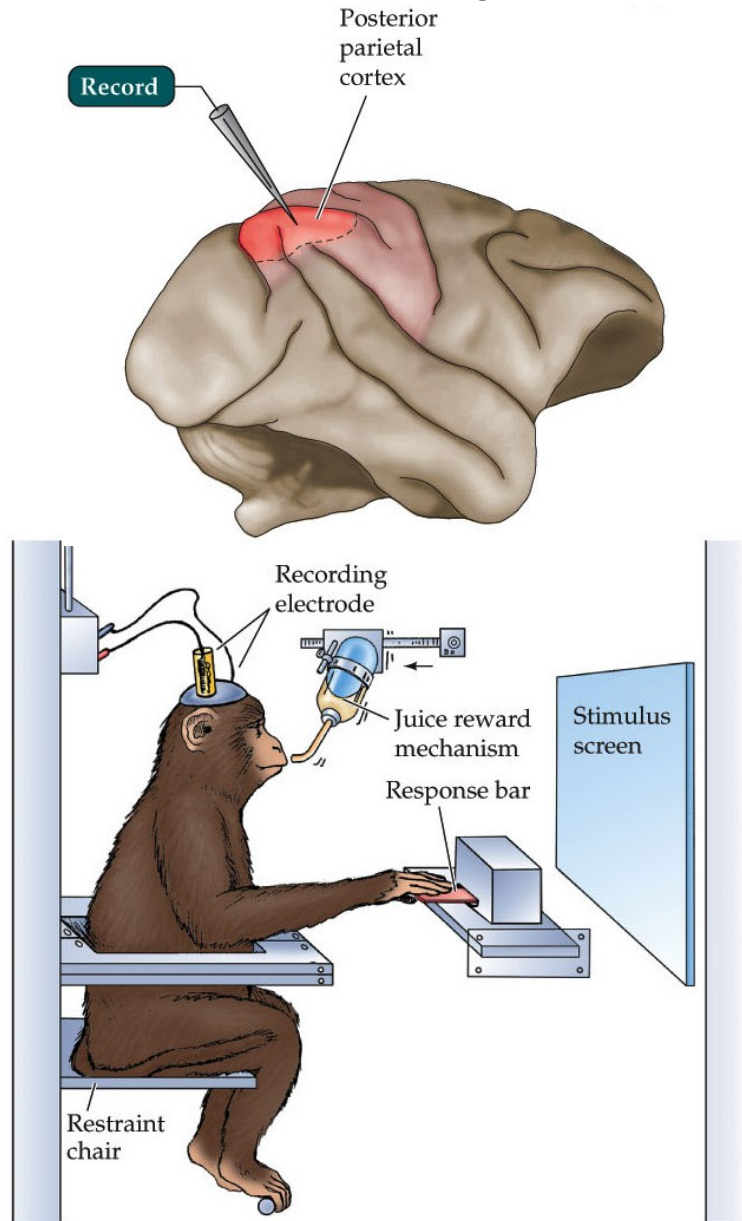 Posterior
parietal
cortex
Record
Recording
electrode
Juice reward
mechanism
Stimulus
screen
Response bar
Restraint
chair